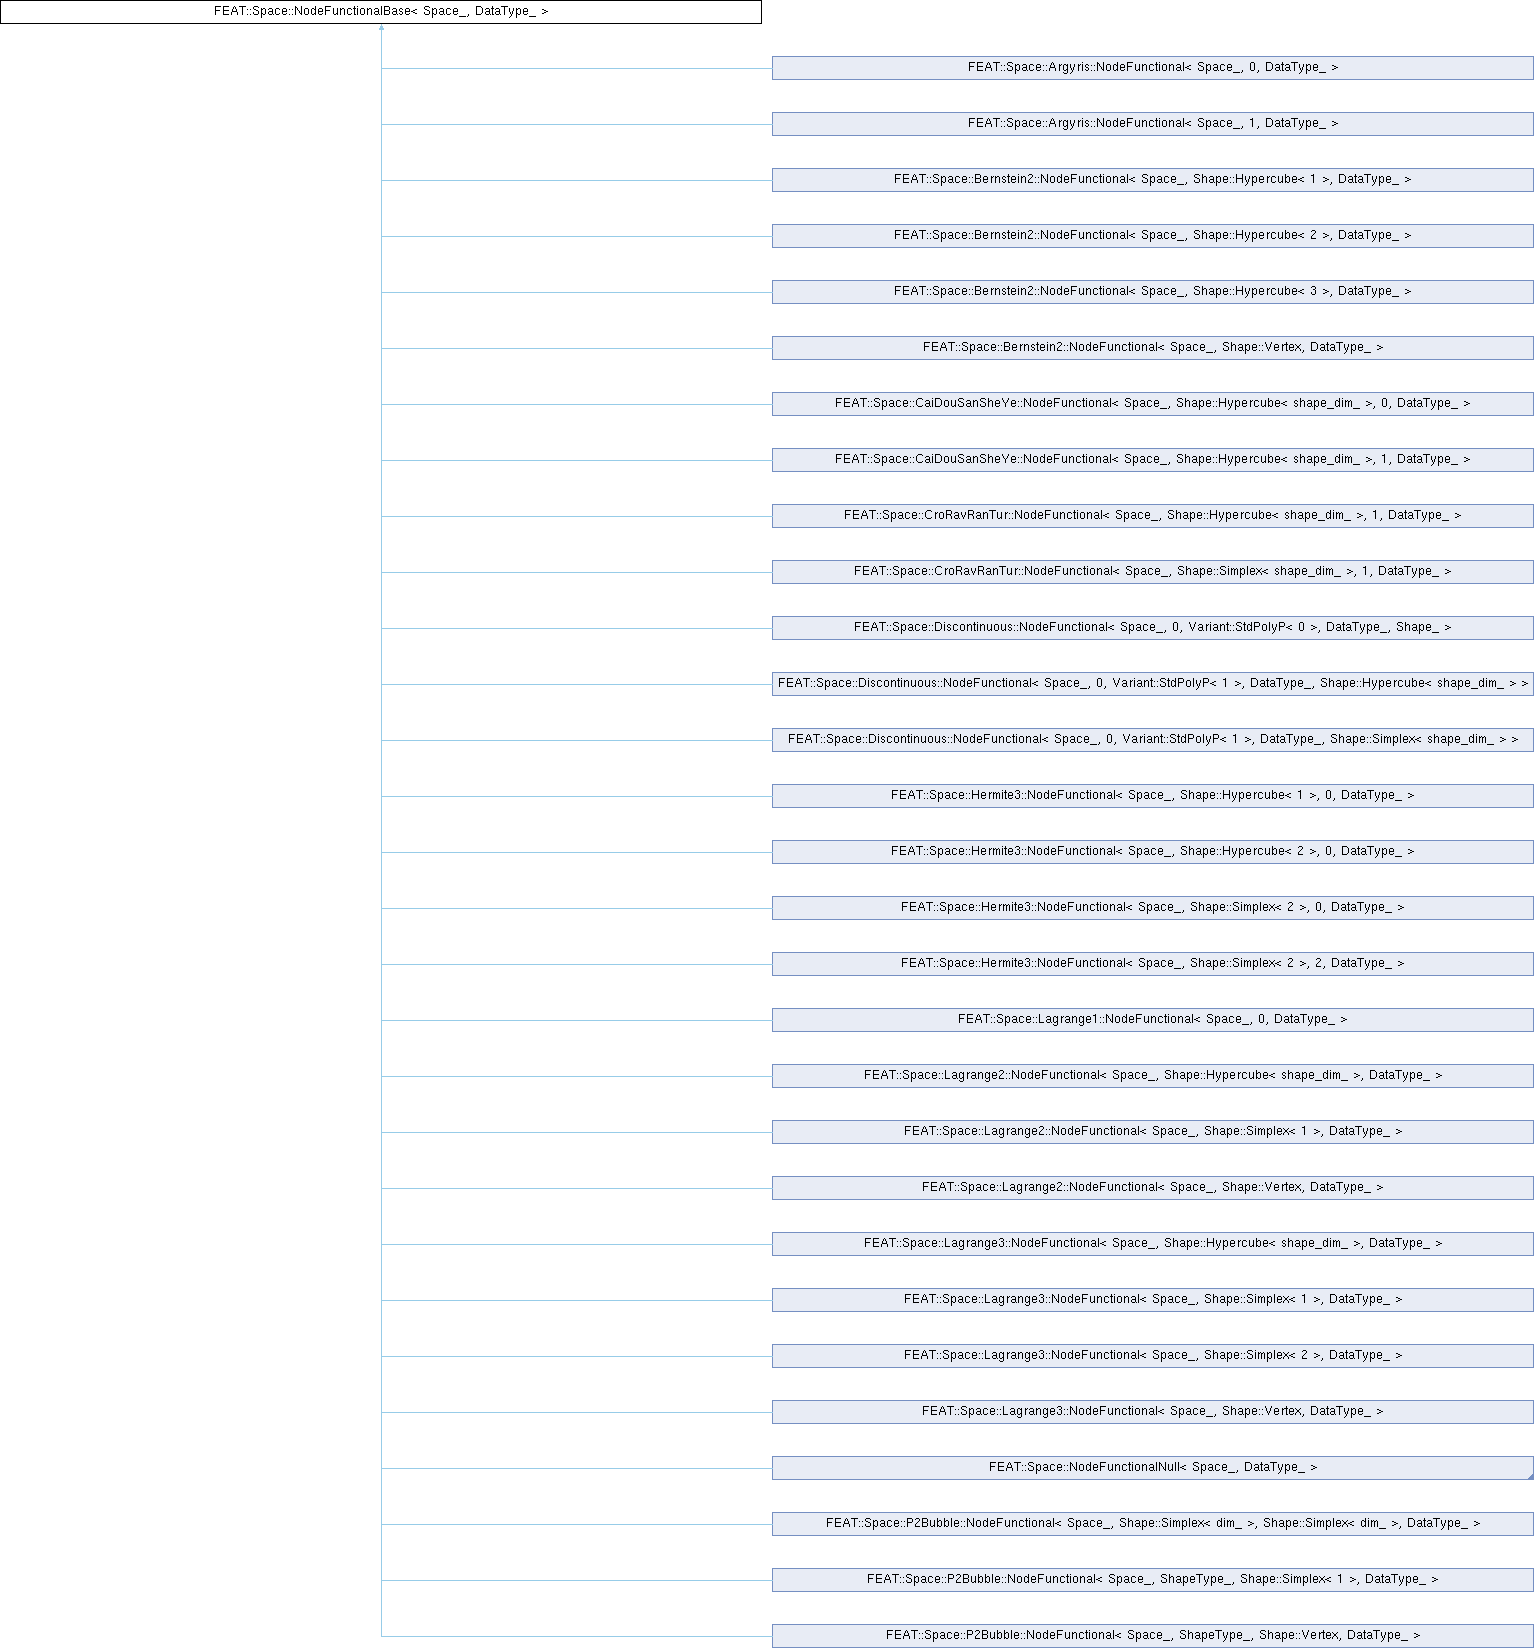 FEAT::Space::NodeFunctionalBase< Space_, DataType_ >
FEAT::Space::Argyris::NodeFunctional< Space_, 0, DataType_ >
FEAT::Space::Argyris::NodeFunctional< Space_, 1, DataType_ >
FEAT::Space::Bernstein2::NodeFunctional< Space_, Shape::Hypercube< 1 >, DataType_ >
FEAT::Space::Bernstein2::NodeFunctional< Space_, Shape::Hypercube< 2 >, DataType_ >
FEAT::Space::Bernstein2::NodeFunctional< Space_, Shape::Hypercube< 3 >, DataType_ >
FEAT::Space::Bernstein2::NodeFunctional< Space_, Shape::Vertex, DataType_ >
FEAT::Space::CaiDouSanSheYe::NodeFunctional< Space_, Shape::Hypercube< shape_dim_ >, 0, DataType_ >
FEAT::Space::CaiDouSanSheYe::NodeFunctional< Space_, Shape::Hypercube< shape_dim_ >, 1, DataType_ >
FEAT::Space::CroRavRanTur::NodeFunctional< Space_, Shape::Hypercube< shape_dim_ >, 1, DataType_ >
FEAT::Space::CroRavRanTur::NodeFunctional< Space_, Shape::Simplex< shape_dim_ >, 1, DataType_ >
FEAT::Space::Discontinuous::NodeFunctional< Space_, 0, Variant::StdPolyP< 0 >, DataType_, Shape_ >
FEAT::Space::Discontinuous::NodeFunctional< Space_, 0, Variant::StdPolyP< 1 >, DataType_, Shape::Hypercube< shape_dim_ > >
FEAT::Space::Discontinuous::NodeFunctional< Space_, 0, Variant::StdPolyP< 1 >, DataType_, Shape::Simplex< shape_dim_ > >
FEAT::Space::Hermite3::NodeFunctional< Space_, Shape::Hypercube< 1 >, 0, DataType_ >
FEAT::Space::Hermite3::NodeFunctional< Space_, Shape::Hypercube< 2 >, 0, DataType_ >
FEAT::Space::Hermite3::NodeFunctional< Space_, Shape::Simplex< 2 >, 0, DataType_ >
FEAT::Space::Hermite3::NodeFunctional< Space_, Shape::Simplex< 2 >, 2, DataType_ >
FEAT::Space::Lagrange1::NodeFunctional< Space_, 0, DataType_ >
FEAT::Space::Lagrange2::NodeFunctional< Space_, Shape::Hypercube< shape_dim_ >, DataType_ >
FEAT::Space::Lagrange2::NodeFunctional< Space_, Shape::Simplex< 1 >, DataType_ >
FEAT::Space::Lagrange2::NodeFunctional< Space_, Shape::Vertex, DataType_ >
FEAT::Space::Lagrange3::NodeFunctional< Space_, Shape::Hypercube< shape_dim_ >, DataType_ >
FEAT::Space::Lagrange3::NodeFunctional< Space_, Shape::Simplex< 1 >, DataType_ >
FEAT::Space::Lagrange3::NodeFunctional< Space_, Shape::Simplex< 2 >, DataType_ >
FEAT::Space::Lagrange3::NodeFunctional< Space_, Shape::Vertex, DataType_ >
FEAT::Space::NodeFunctionalNull< Space_, DataType_ >
FEAT::Space::P2Bubble::NodeFunctional< Space_, Shape::Simplex< dim_ >, Shape::Simplex< dim_ >, DataType_ >
FEAT::Space::P2Bubble::NodeFunctional< Space_, ShapeType_, Shape::Simplex< 1 >, DataType_ >
FEAT::Space::P2Bubble::NodeFunctional< Space_, ShapeType_, Shape::Vertex, DataType_ >